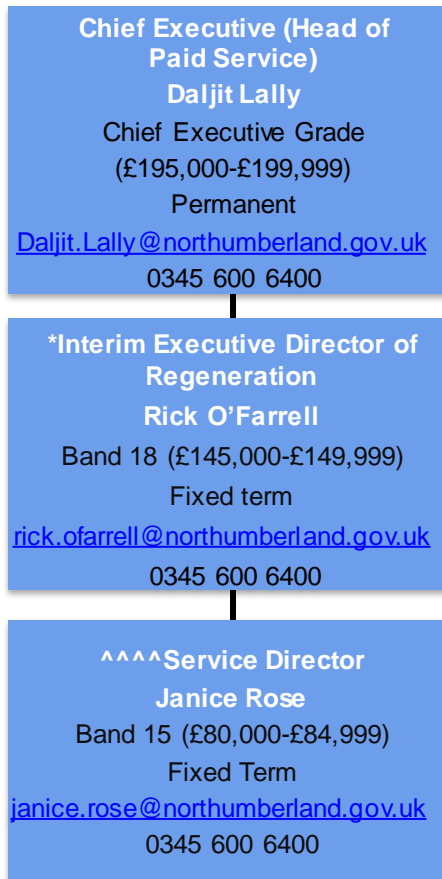 Chief Executive (Head of
Paid Service)
Daljit Lally
Chief Executive Grade
(£195,000-£199,999)
Permanent
Daljit.Lally@northumberland.gov.uk
0345 600 6400
*Interim Executive Director of
Regeneration
Rick O’Farrell
Band 18 (£145,000-£149,999)
Fixed term
rick.ofarrell@northumberland.gov.uk
0345 600 6400
^^^^Service Director
Janice Rose
Band 15 (£80,000-£84,999)
Fixed Term
janice.rose@northumberland.gov.uk
0345 600 6400